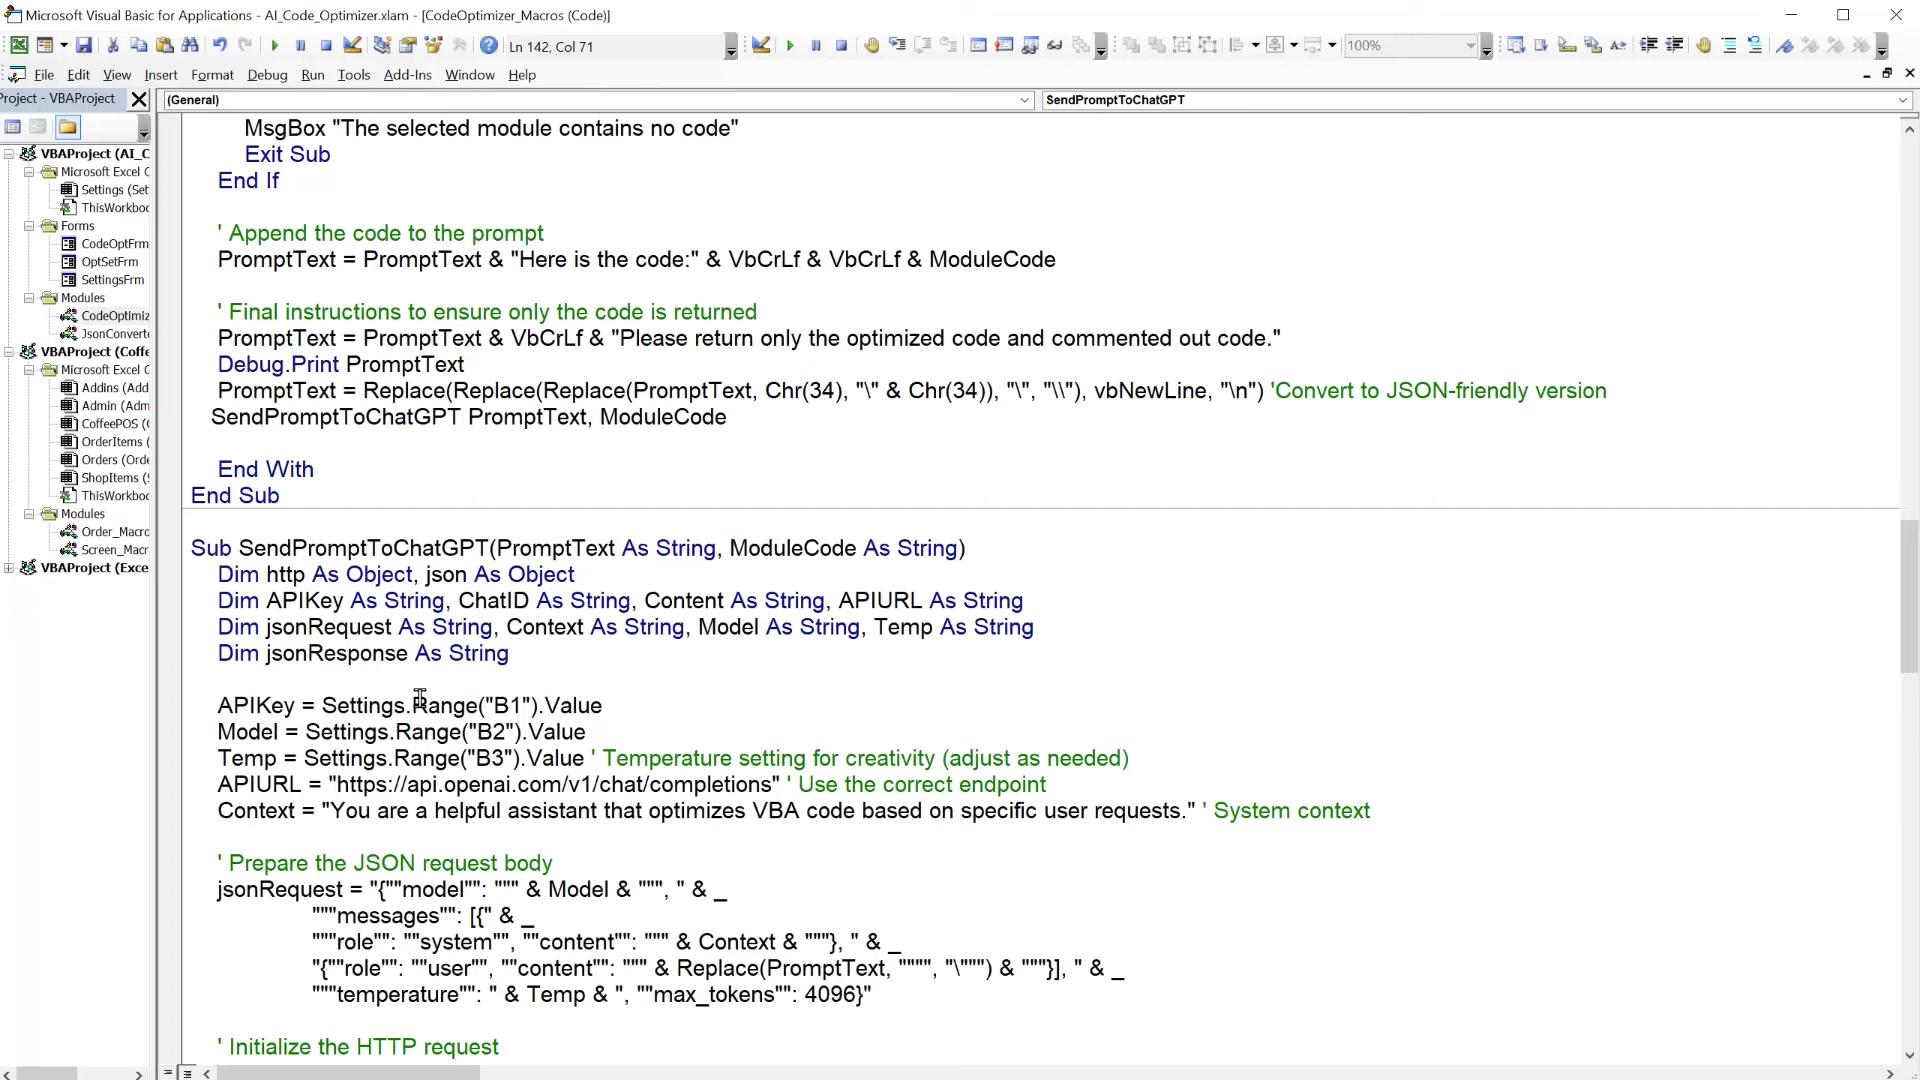 Microsoft Visual Basic for Applications - AI_Code_Optimizer.xlam - [CodeOptimizer_Macros (Code)]
Ln 142, Col 71
100%
File Edit View Insert Format Debug Run Tools Add-Ins Window Help
Project - VBAProject
(General)
SendPromptToChatGPT
VBAProject (AI_C
Microsoft Excel O
Settings (Set
ThisWorkboo
Forms
CodeOptFrm
OptSetFrm
SettingsFrm
Modules
CodeOptimiz
JsonConverte
VBAProject (Coffe
Microsoft Excel O
Addins (Add
Admin (Adm
CoffeePOS (C
OrderItems (
Orders (Orde
ShopItems (S
ThisWorkboo
Modules
Order_Macro
Screen_Macr
VBAProject (Exce
MsgBox "The selected module contains no code"
Exit Sub
End If
' Append the code to the prompt
PromptText = PromptText & "Here is the code:" & VbCrLf & VbCrLf & ModuleCode
' Final instructions to ensure only the code is returned
PromptText = PromptText & VbCrLf & "Please return only the optimized code and commented out code."
Debug.Print PromptText
PromptText = Replace(Replace(Replace(PromptText, Chr(34), "\" & Chr(34)), "\", "\\"), vbNewLine, "\n") 'Convert to JSON-friendly version
SendPromptToChatGPT PromptText, ModuleCode
End With
End Sub
Sub SendPromptToChatGPT(PromptText As String, ModuleCode As String)
Dim http As Object, json As Object
Dim APIKey As String, ChatID As String, Content As String, APIURL As String
Dim jsonRequest As String, Context As String, Model As String, Temp As String
Dim jsonResponse As String
APIKey = Settings.Range("B1").Value
Model = Settings.Range("B2").Value
Temp = Settings.Range("B3").Value ' Temperature setting for creativity (adjust as needed)
APIURL = "https://api.openai.com/v1/chat/completions" ' Use the correct endpoint
Context = "You are a helpful assistant that optimizes VBA code based on specific user requests." ' System context
' Prepare the JSON request body
jsonRequest = "{""model"": """ & Model & """, " & _
"""messages"": [{" & _
"""role"": ""system"", ""content"": """ & Context & """}, " & _
"{""role"": ""user"", ""content"": """ & Replace(PromptText, """", "\""") & """}], " & _
"""temperature"": " & Temp & ", ""max_tokens"": 4096}"
' Initialize the HTTP request